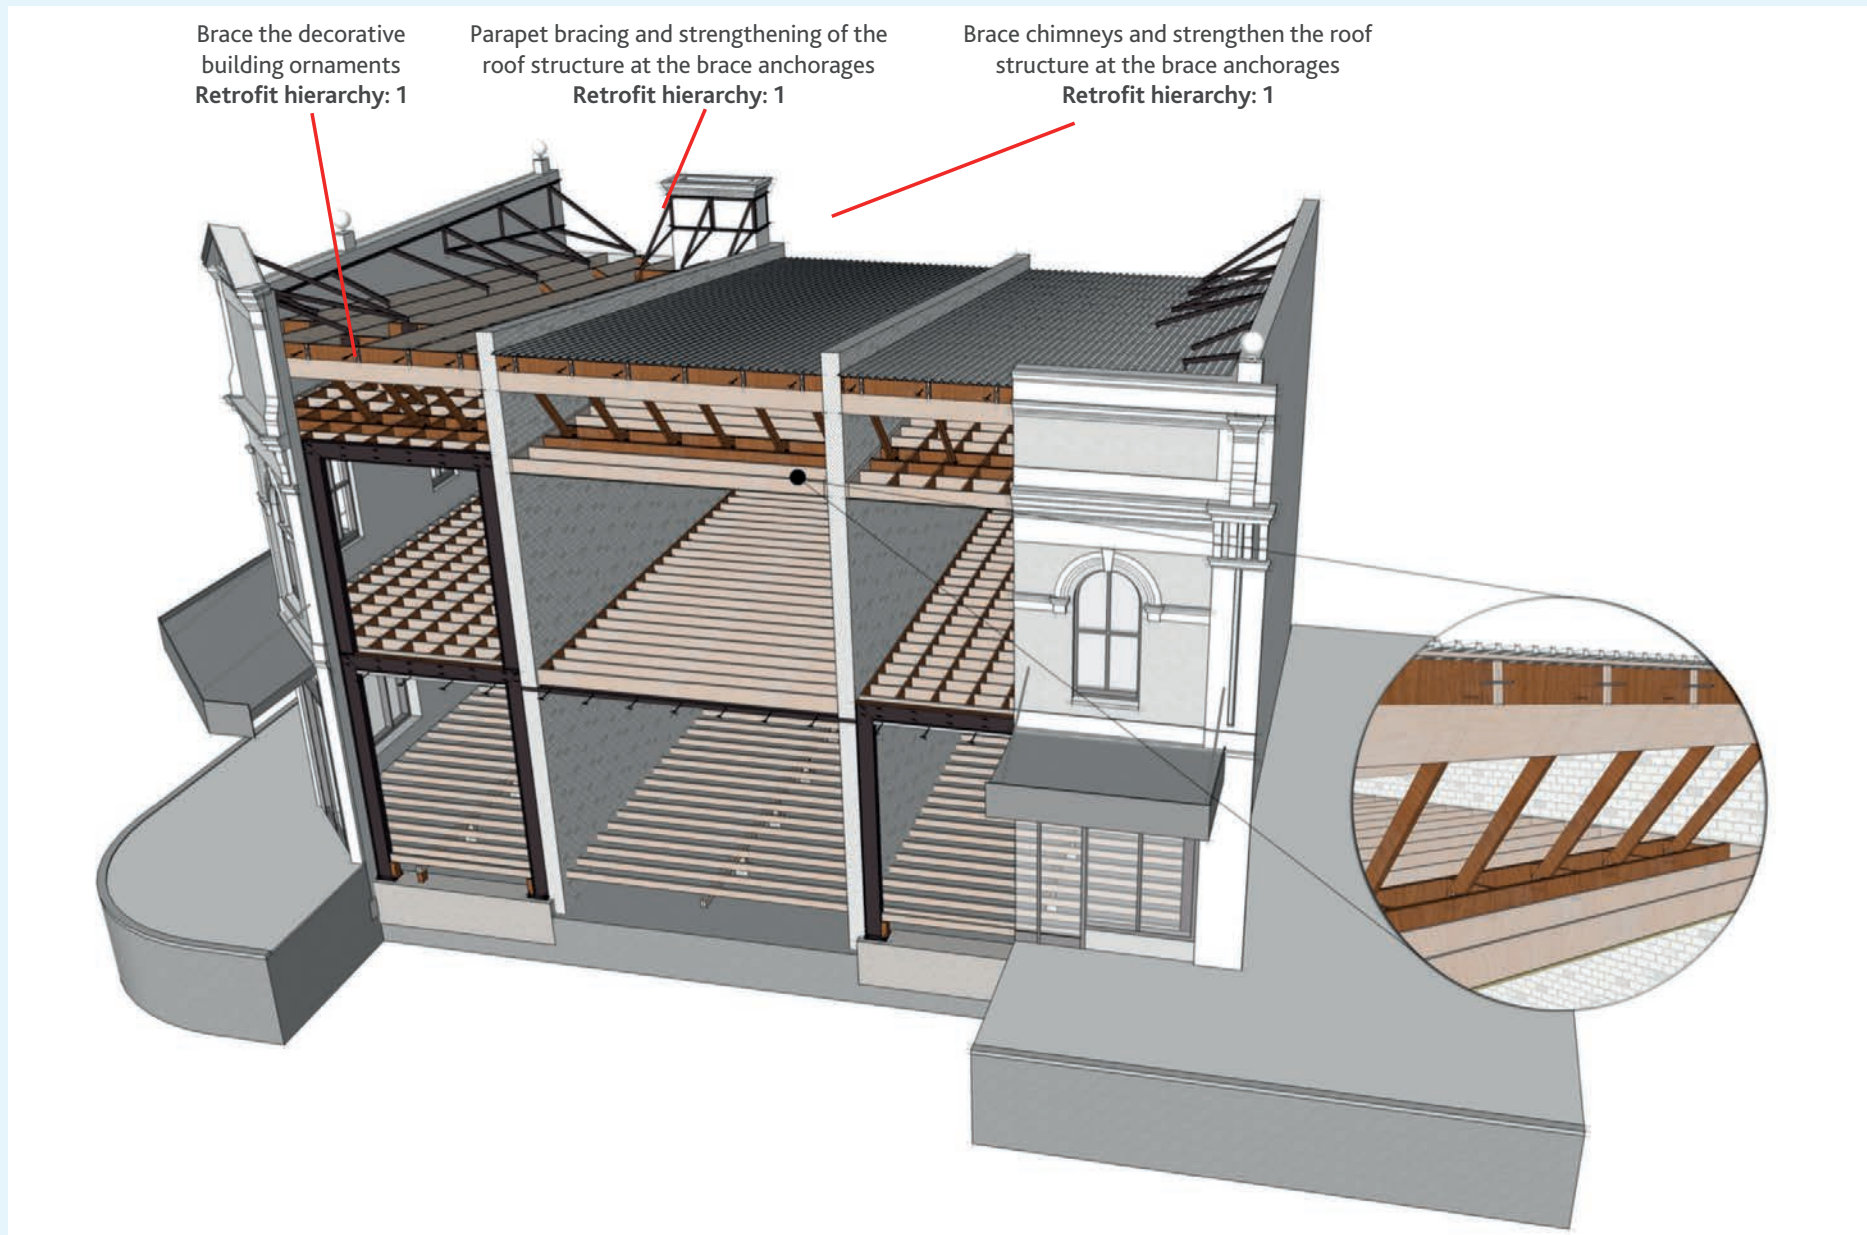 Brace the decorative
building ornaments
Retrofit hierarchy: 1
Parapet bracing and strengthening of the
roof structure at the brace anchorages
Retrofit hierarchy: 1
Brace chimneys and strengthen the roof
structure at the brace anchorages
Retrofit hierarchy: 1